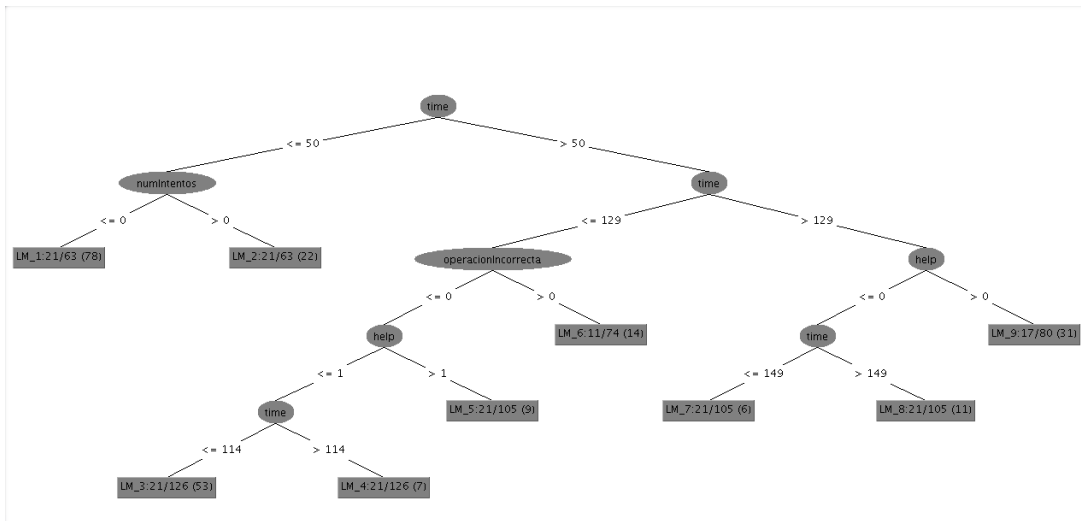 time
<= 50
> 50
numIntentos
time
<= 0
> 0
<= 129
> 129
LM_1:21/63 (78)
LM_2:21/63 (22)
operacionIncorrecta
help
<= 0
> 0
<= 0
> 0
help
LM_6:11/74 (14)
time
LM_9:17/80 (31)
<= 1
> 1
<= 149
> 149
time
LM_5:21/105 (9)
LM_7:21/105 (6)
LM_8:21/105 (11)
<= 114
> 114
LM_3:21/126 (53)
LM_4:21/126 (7)